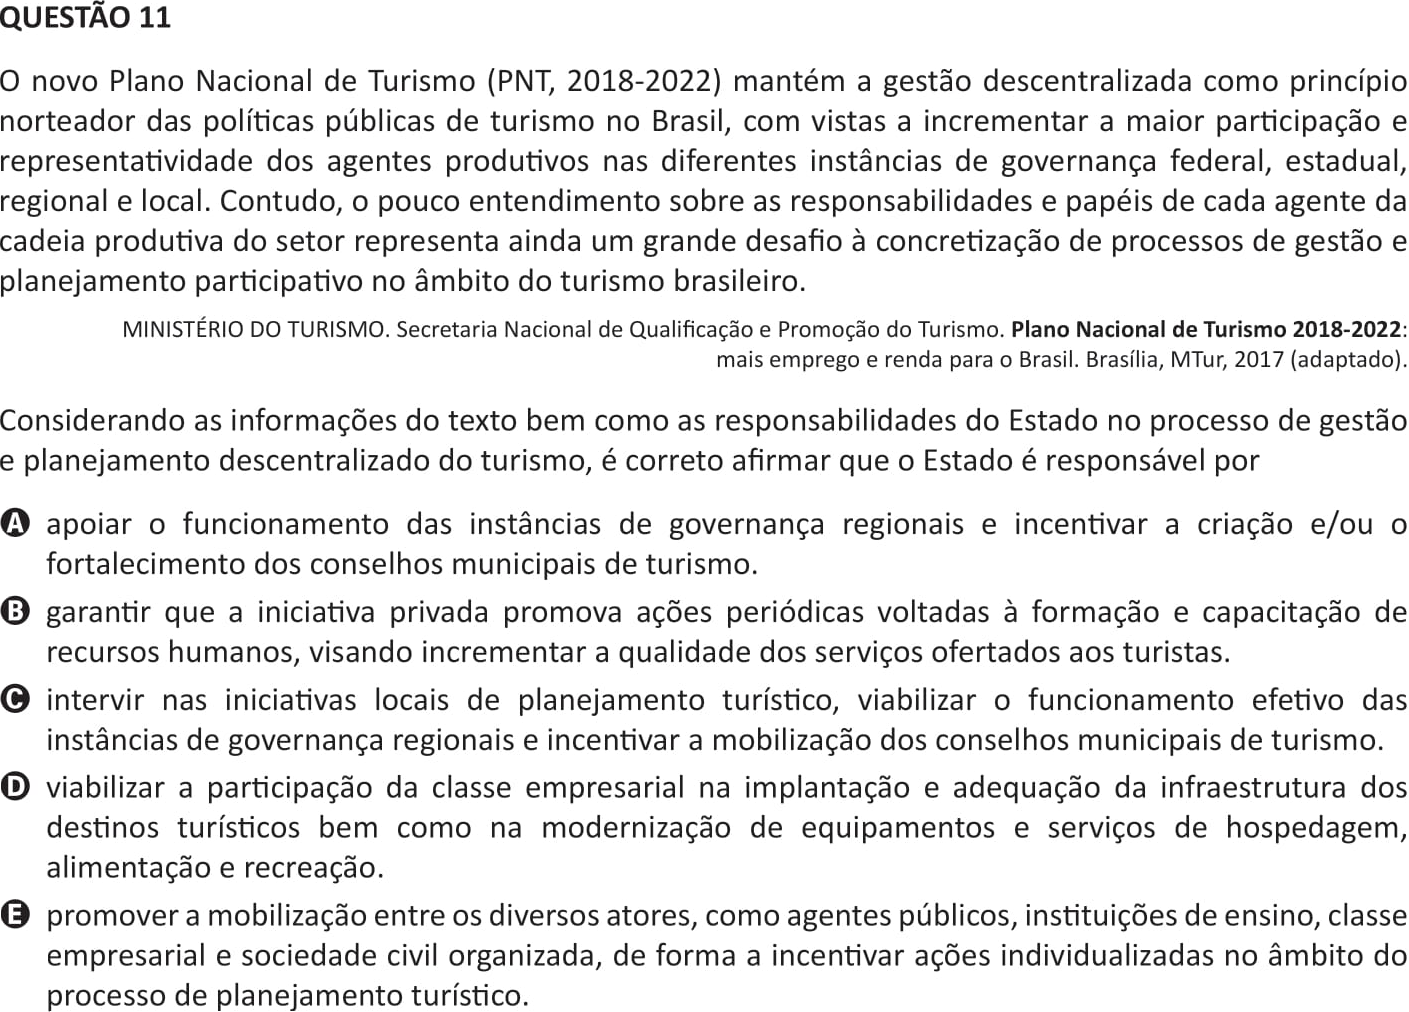 QUESTÃO 11
O novo Plano Nacional de Turismo (PNT, 2018-2022) mantém a gestão descentralizada como princípio
norteador das políticas públicas de turismo no Brasil, com vistas a incrementar a maior participação e
representatividade dos agentes produtivos nas diferentes instâncias de governança federal, estadual,
regional e local. Contudo, o pouco entendimento sobre as responsabilidades e papéis de cada agente da
cadeia produtiva do setor representa ainda um grande desafio à concretização de processos de gestão e
planejamento participativo no âmbito do turismo brasileiro.
MINISTÉRIO DO TURISMO. Secretaria Nacional de Qualificação e Promoção do Turismo. Plano Nacional de Turismo 2018-2022:
mais emprego e renda para o Brasil. Brasília, MTur, 2017 (adaptado).
Considerando as informações do texto bem como as responsabilidades do Estado no processo de gestão
e planejamento descentralizado do turismo, é correto afirmar que o Estado é responsável por
A apoiar o funcionamento das instâncias de governança regionais e incentivar a criação e/ou o
fortalecimento dos conselhos municipais de turismo.
B garantir que a iniciativa privada promova ações periódicas voltadas à formação e capacitação de
recursos humanos, visando incrementar a qualidade dos serviços ofertados aos turistas.
C intervir nas iniciativas locais de planejamento turístico, viabilizar o funcionamento efetivo das
instâncias de governança regionais e incentivar a mobilização dos conselhos municipais de turismo.
D viabilizar a participação da classe empresarial na implantação e adequação da infraestrutura dos
destinos turísticos bem como na modernização de equipamentos e serviços de hospedagem,
alimentação e recreação.
E promover a mobilização entre os diversos atores, como agentes públicos, instituições de ensino, classe
empresarial e sociedade civil organizada, de forma a incentivar ações individualizadas no âmbito do
processo de planejamento turístico.